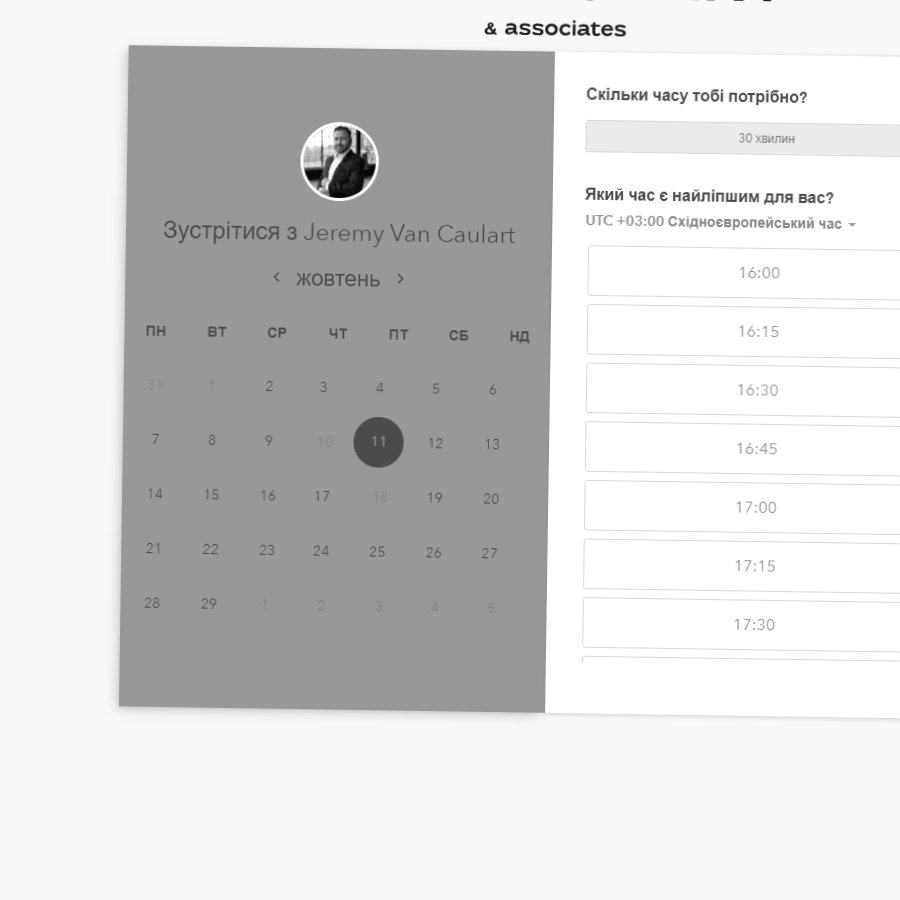 & associates
Зустрітися з Jeremy Van Caulart
жовтень
ПН ВТ СР ЧТ ПТ СБ НД
31 1 2 3 4 5 6
7 8 9 10 11 12 13
14 15 16 17 18 19 20
21 22 23 24 25 26 27
28 29 1 2 3 4 5
Скільки часу тобі потрібно?
30 хвилин
Який час є найліпшим для вас?
UTC +03:00 Східноєвропейський час
16:00
16:15
16:30
16:45
17:00
17:15
17:30